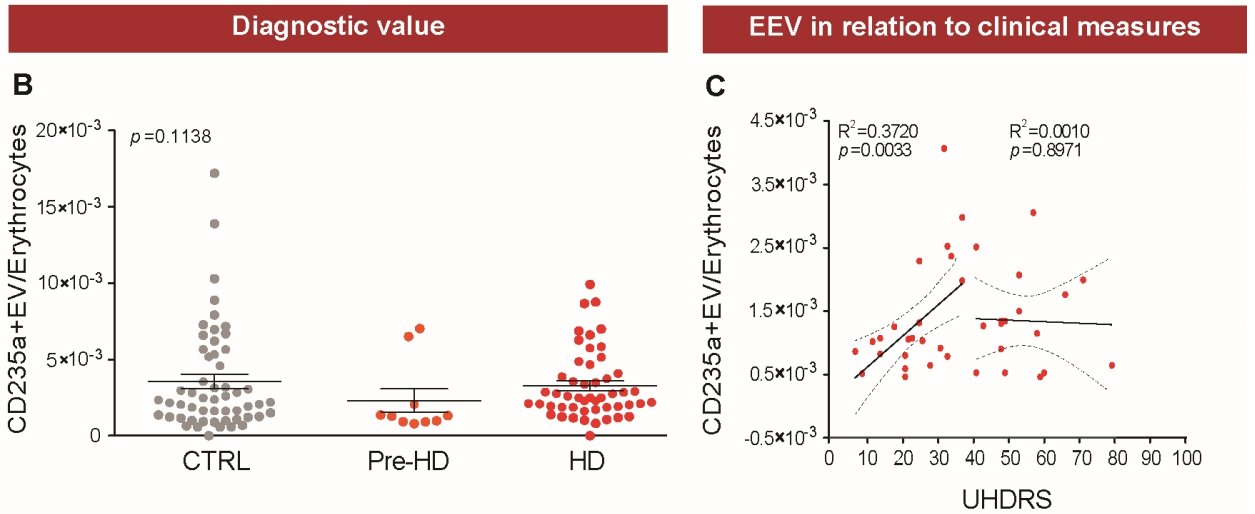 Diagnostic value
EEV in relation to clinical measures
B
CD235a+EV/Erythrocytes
20×10⁻³
15×10⁻³
10×10⁻³
5×10⁻³
0
p=0.1138
CTRL
Pre-HD
HD
C
CD235a+EV/Erythrocytes
4.5×10⁻³
3.5×10⁻³
2.5×10⁻³
1.5×10⁻³
0.5×10⁻³
-0.5×10⁻³
R²=0.3720
p=0.0033
R²=0.0010
p=0.8971
0 10 20 30 40 50 60 70 80 90 100
UHDRS